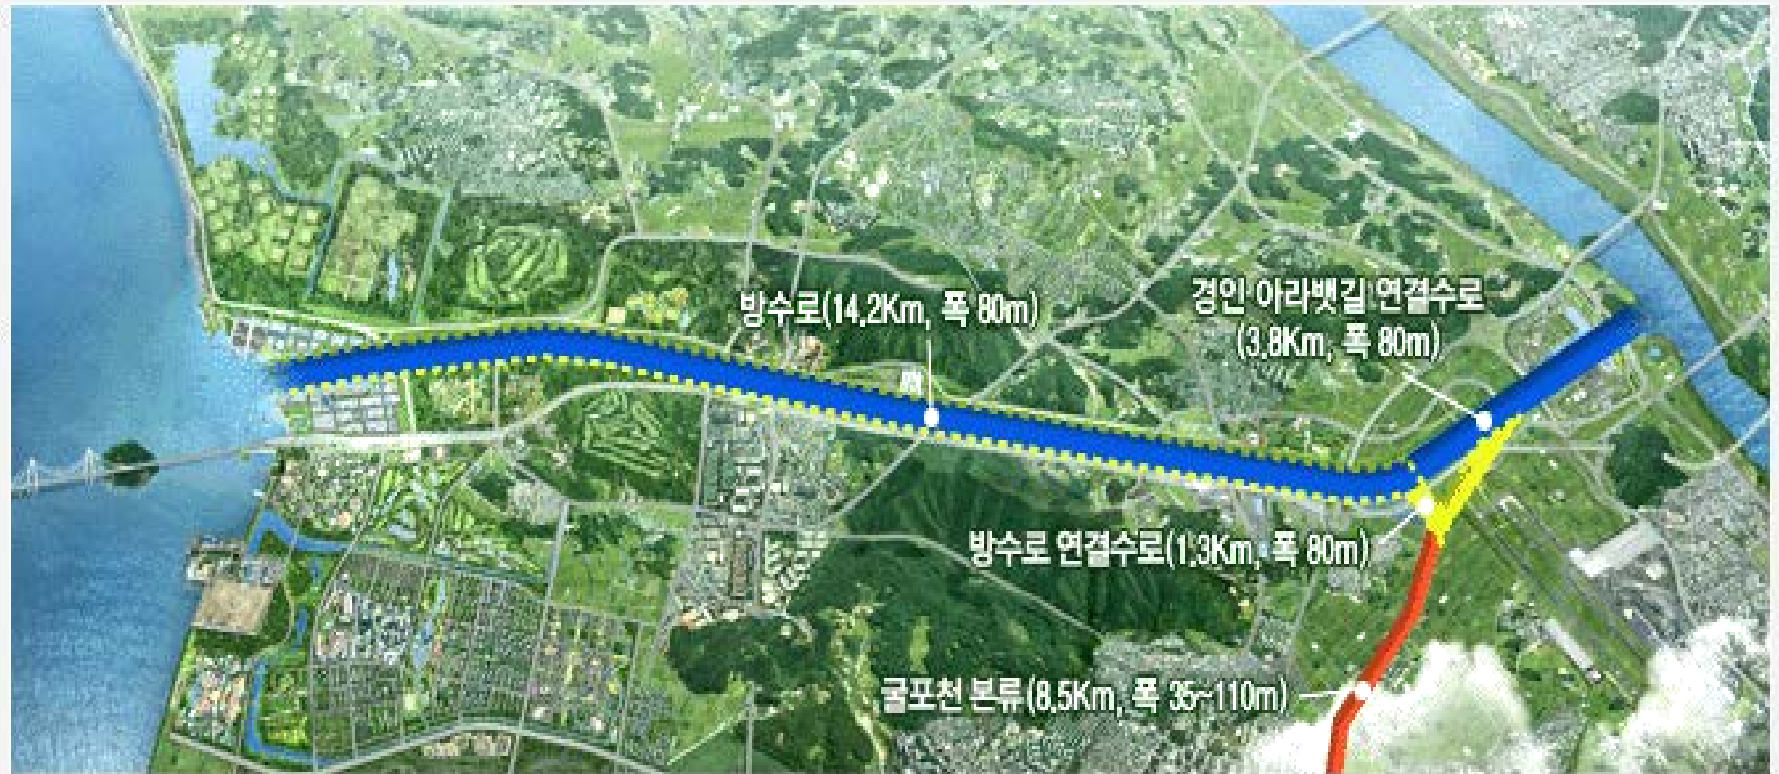 방수로(14.2Km, 폭 80m)
경인 아라뱃길 연결수로
(3.8Km, 폭 80m)
방수로 연결수로(1.3Km, 폭 80m)
굴포천 본류(8.5Km, 폭 35~110m)